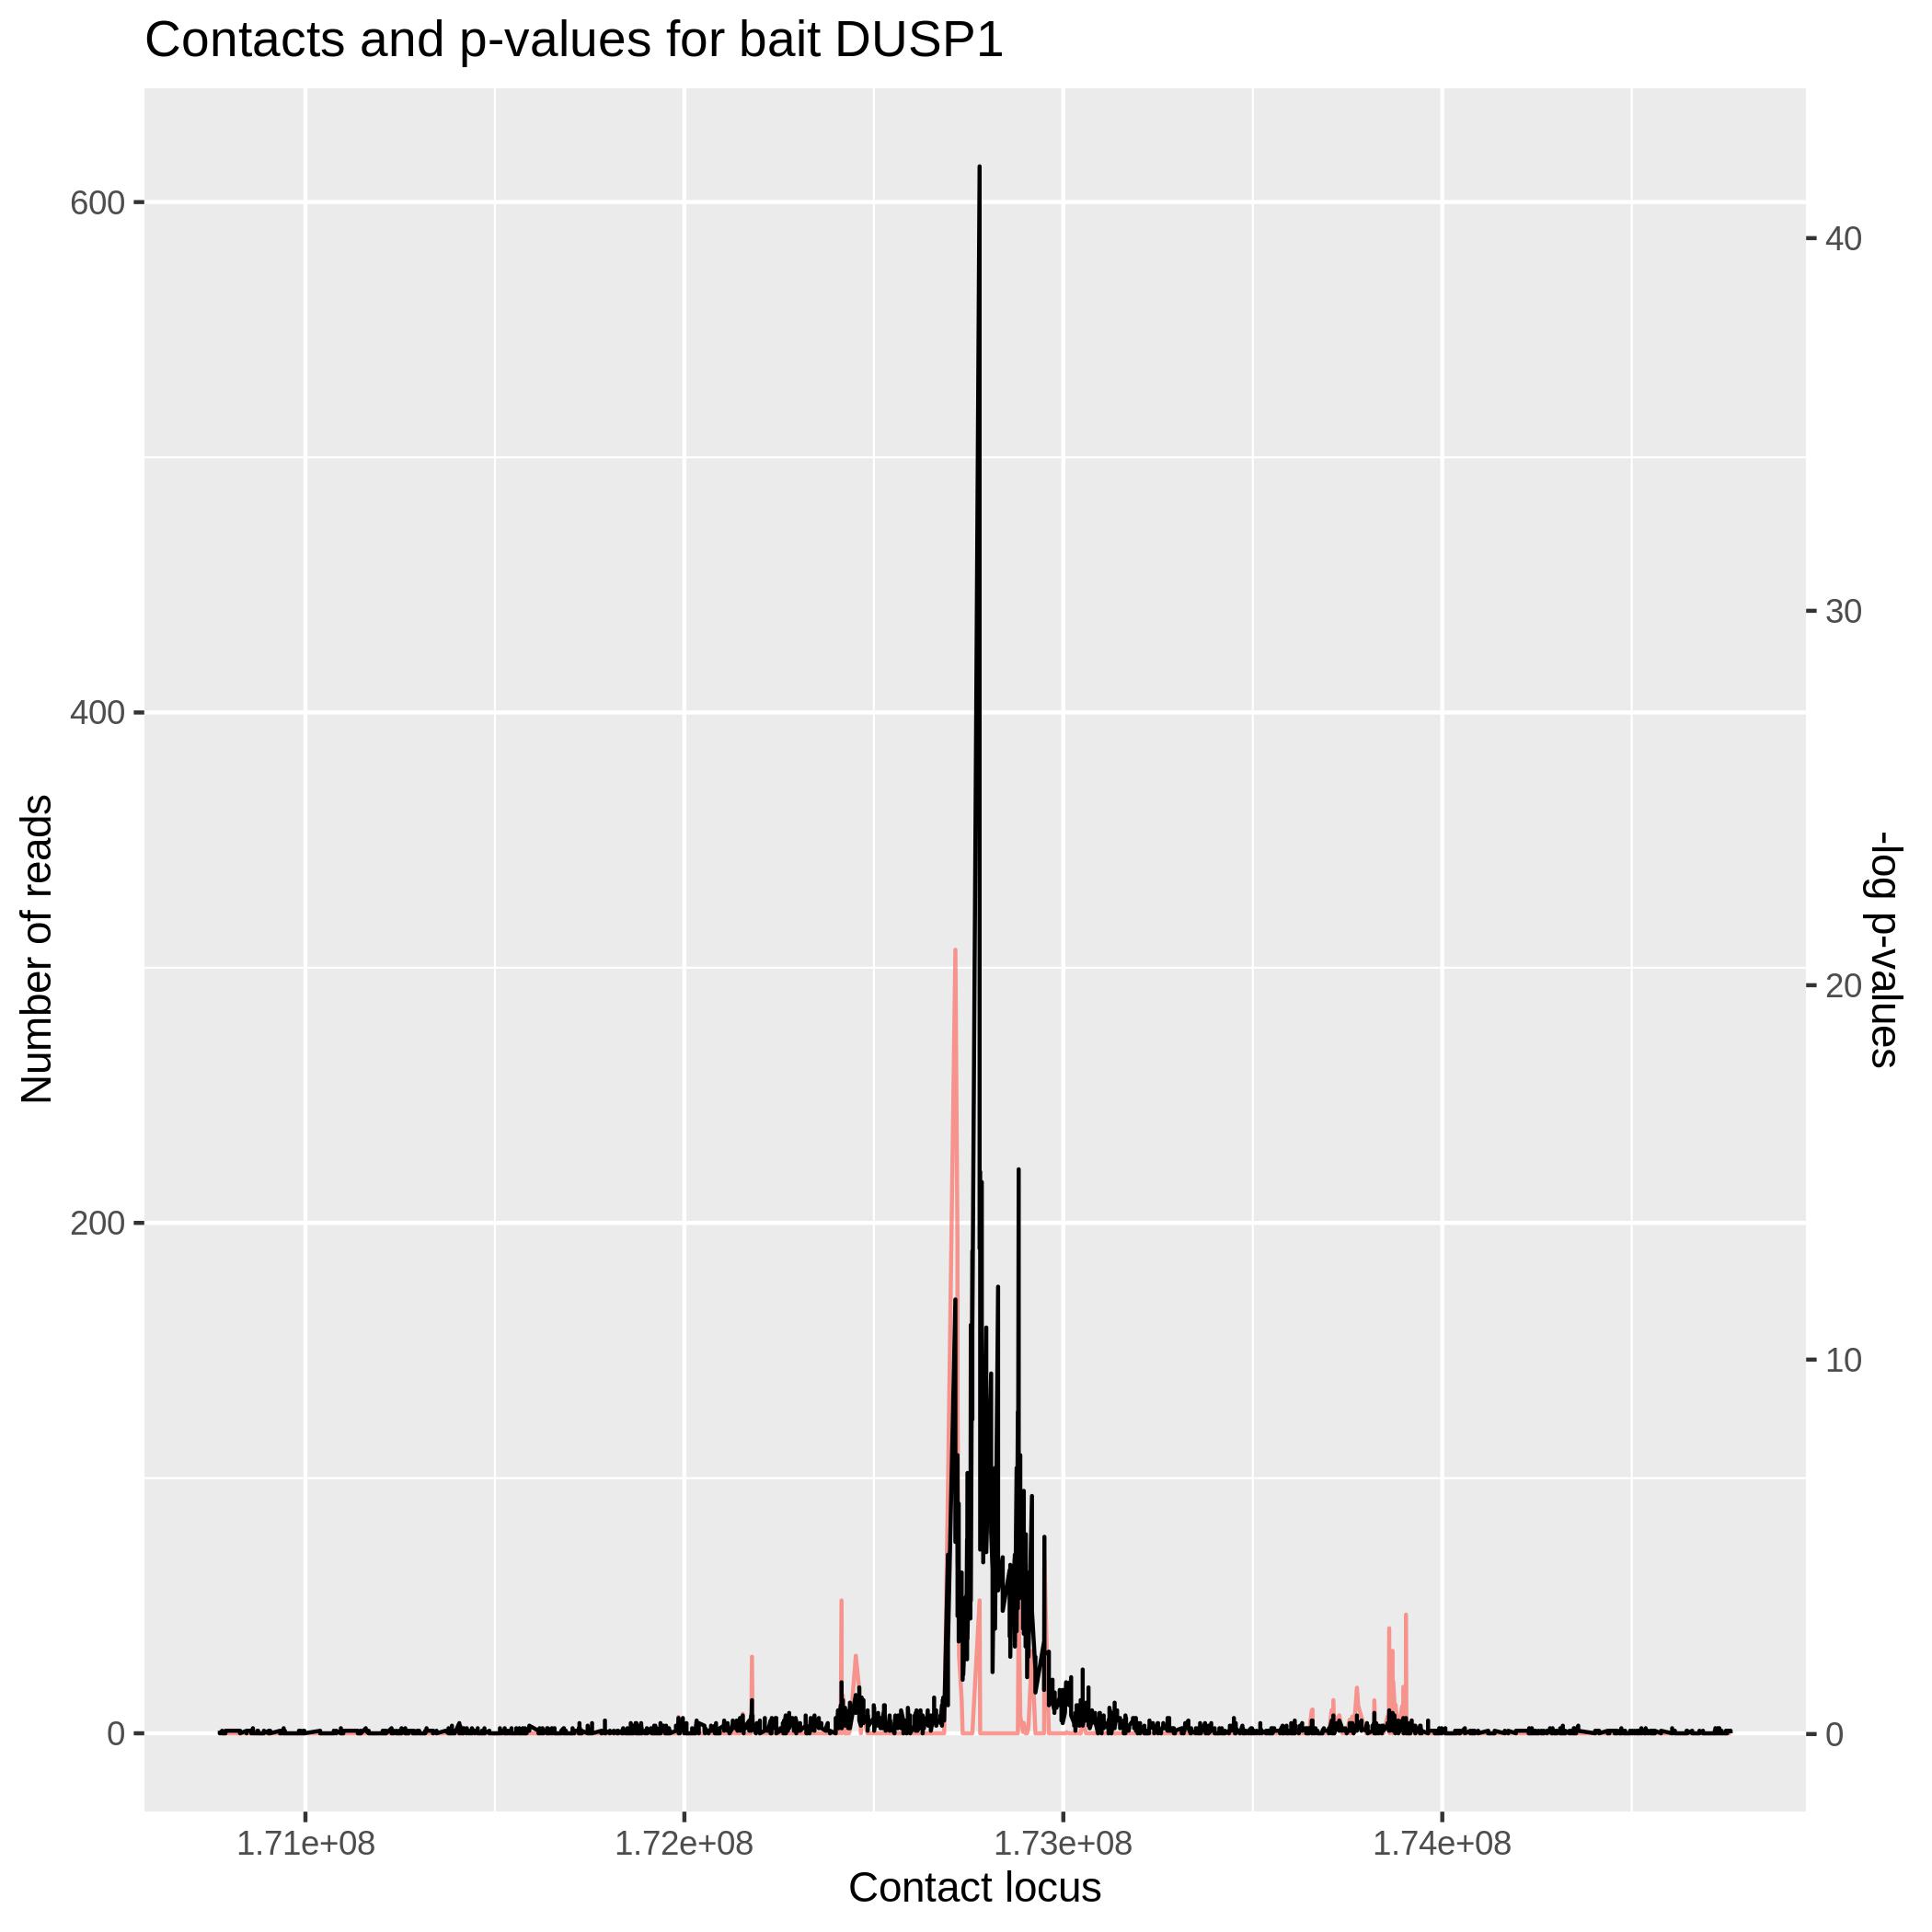 Contacts and p-values for bait DUSP1
600
400
200
0
Number of reads
40
30
20
10
0
-log p-values
1.71e+08
1.72e+08
1.73e+08
1.74e+08
Contact locus